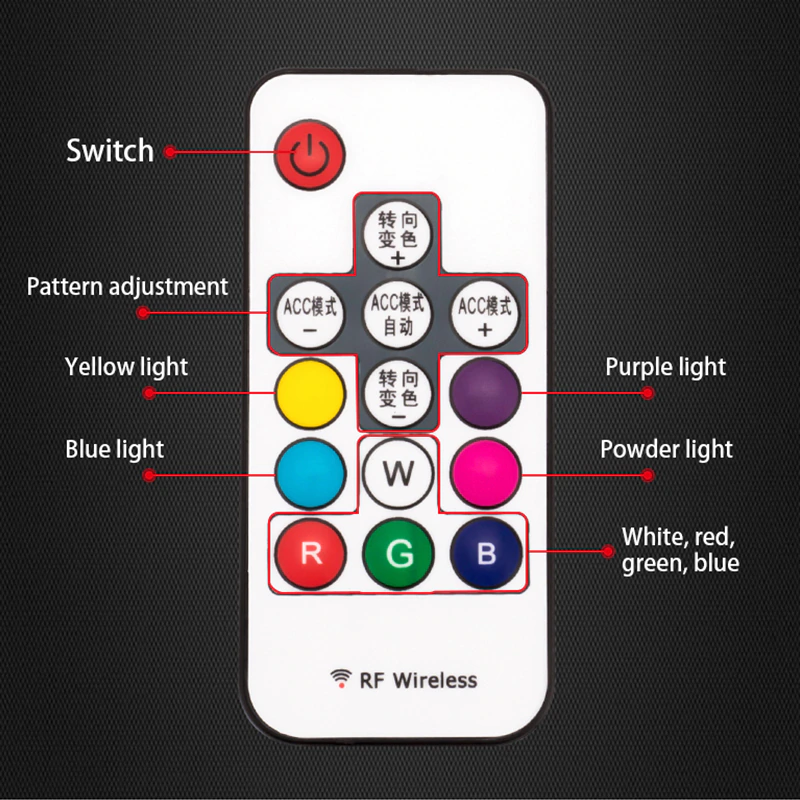 Switch
转向
变色
+
Pattern adjustment
ACC模式
−
ACC模式
自动
ACC模式
+
Yellow light
转向
变色
−
Purple light
Blue light
W
Powder light
R
G
B
White, red,
green, blue
RF Wireless